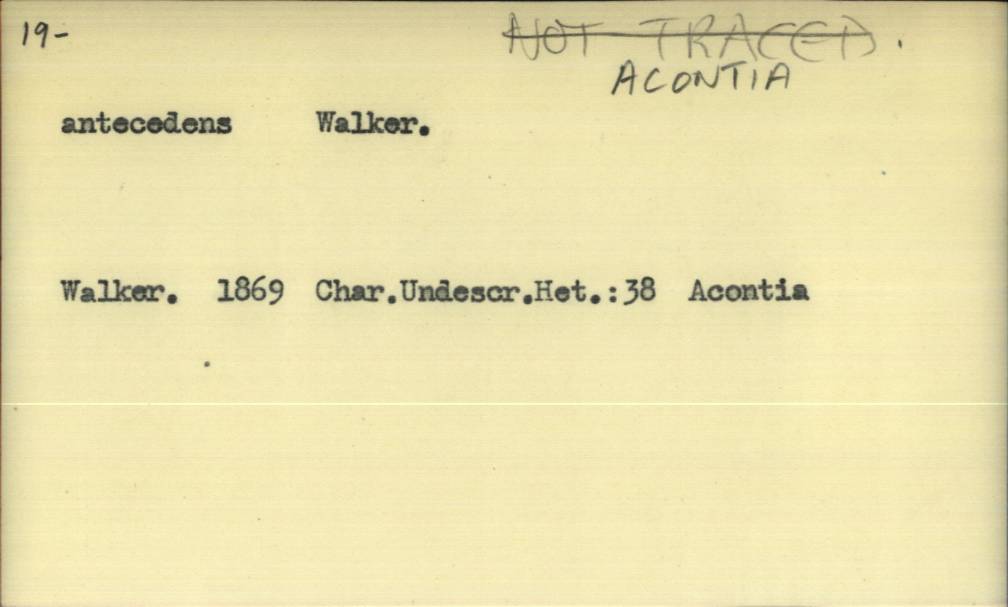 19-
NOT TRACED.
ACONTIA
antecedens Walker.
Walker. 1869 Char.Undescr.Het.:38 Acontia